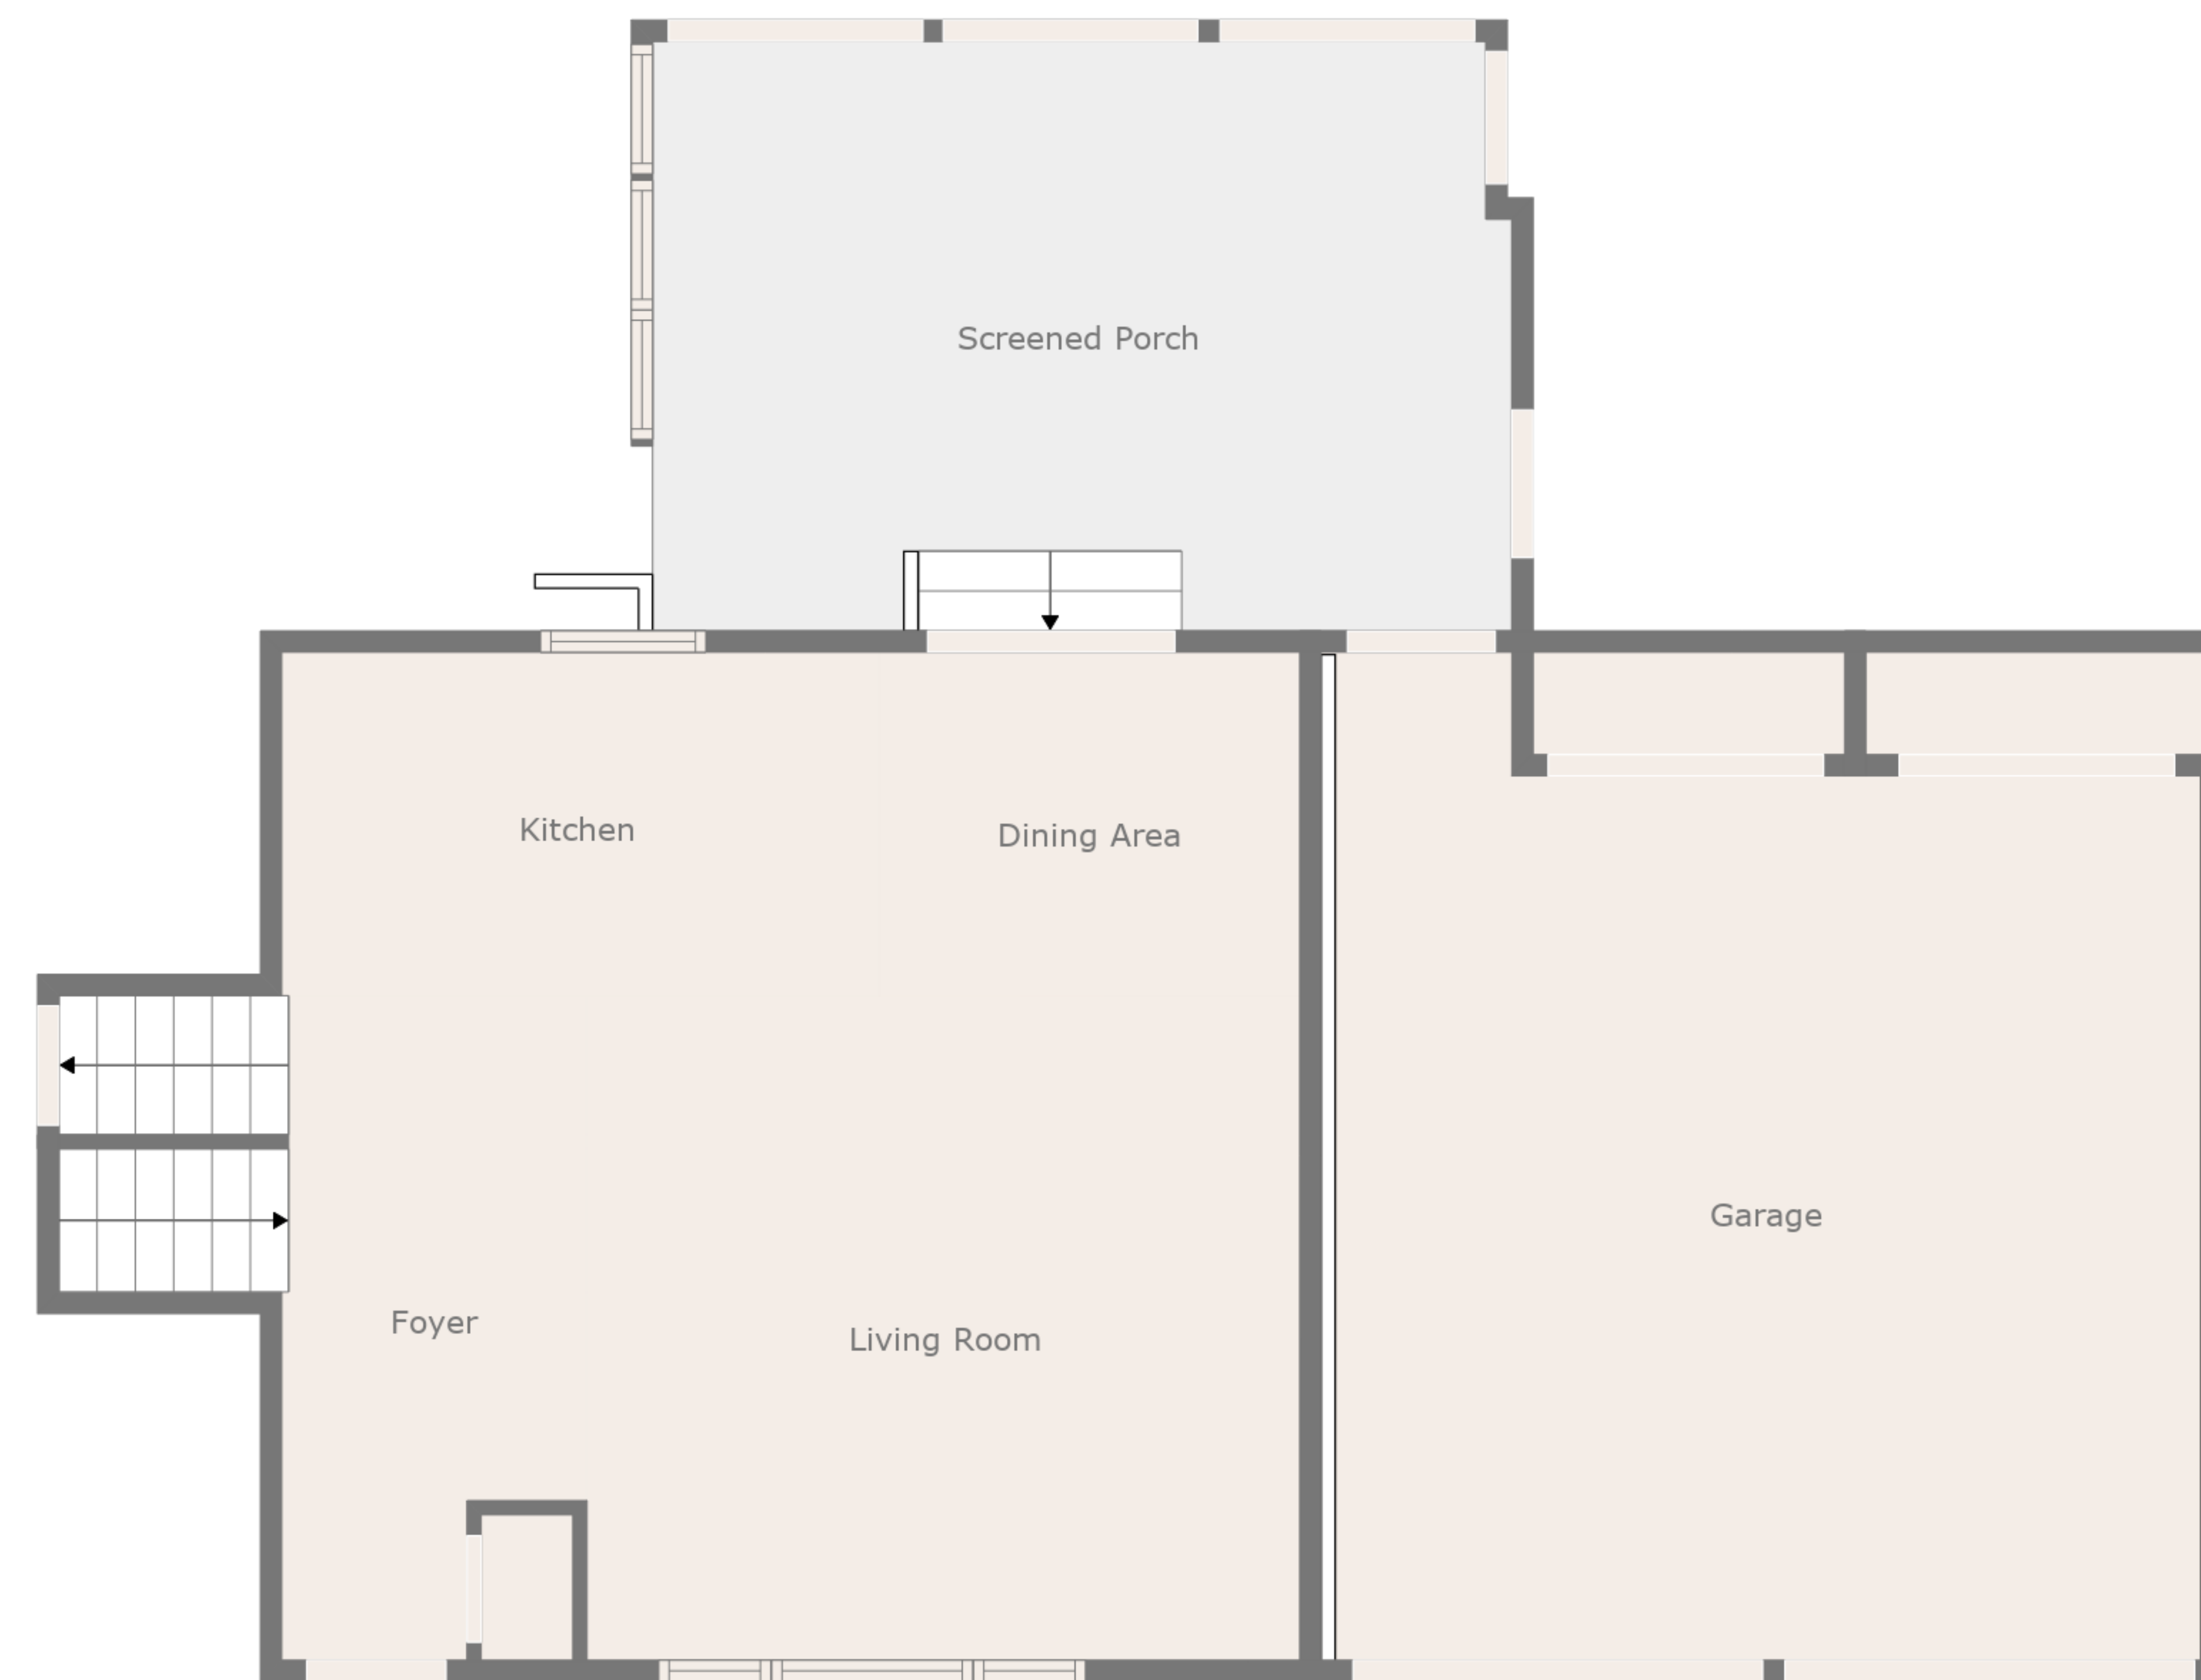 Screened Porch
Kitchen
Dining Area
Garage
Foyer
Living Room